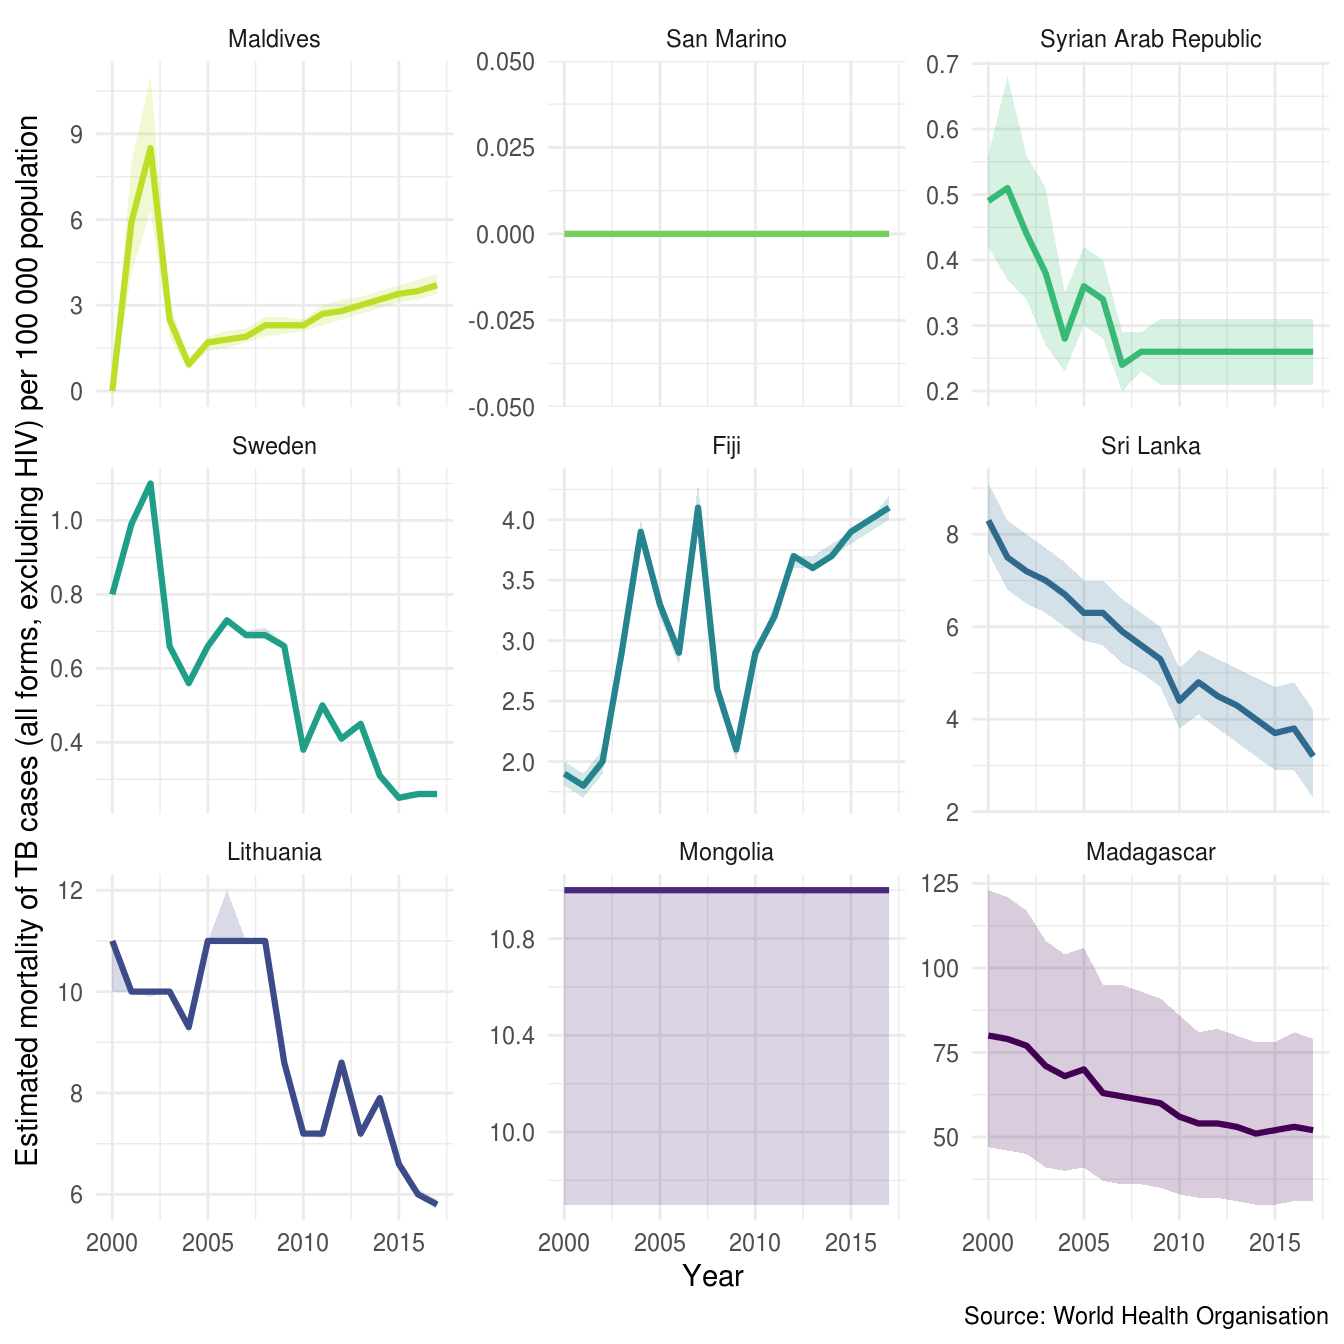 Estimated mortality of TB cases (all forms, excluding HIV) per 100 000 population
Maldives
9
6
3
0
San Marino
0.050
0.025
0.000
-0.025
-0.050
Syrian Arab Republic
0.7
0.6
0.5
0.4
0.3
0.2
Sweden
1.0
0.8
0.6
0.4
Fiji
4.0
3.5
3.0
2.5
2.0
Sri Lanka
8
6
4
2
Lithuania
12
10
8
6
2000 2005 2010 2015
Mongolia
10.8
10.4
10.0
2000 2005 2010 2015
Madagascar
125
100
75
50
2000 2005 2010 2015
Year
Source: World Health Organisation